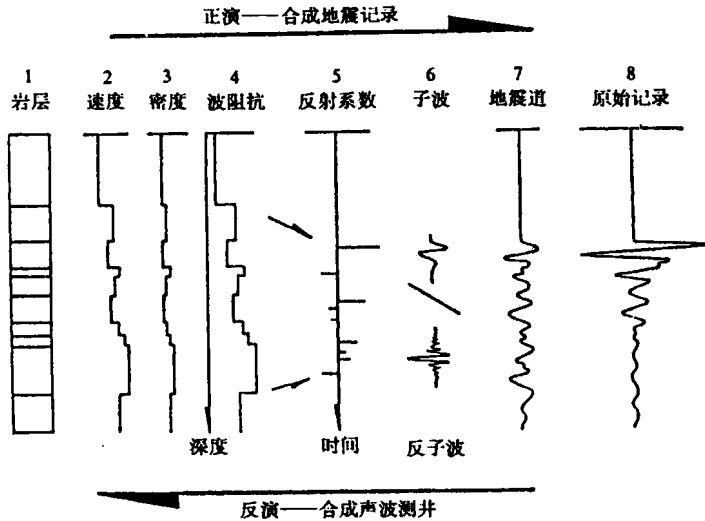 正演——合成地震记录
1 2 3 4 5 6 7 8
岩层 速度 密度 波阻抗 反射系数 子波 地震道 原始记录
深度 时间 反子波
反演——合成声波测井